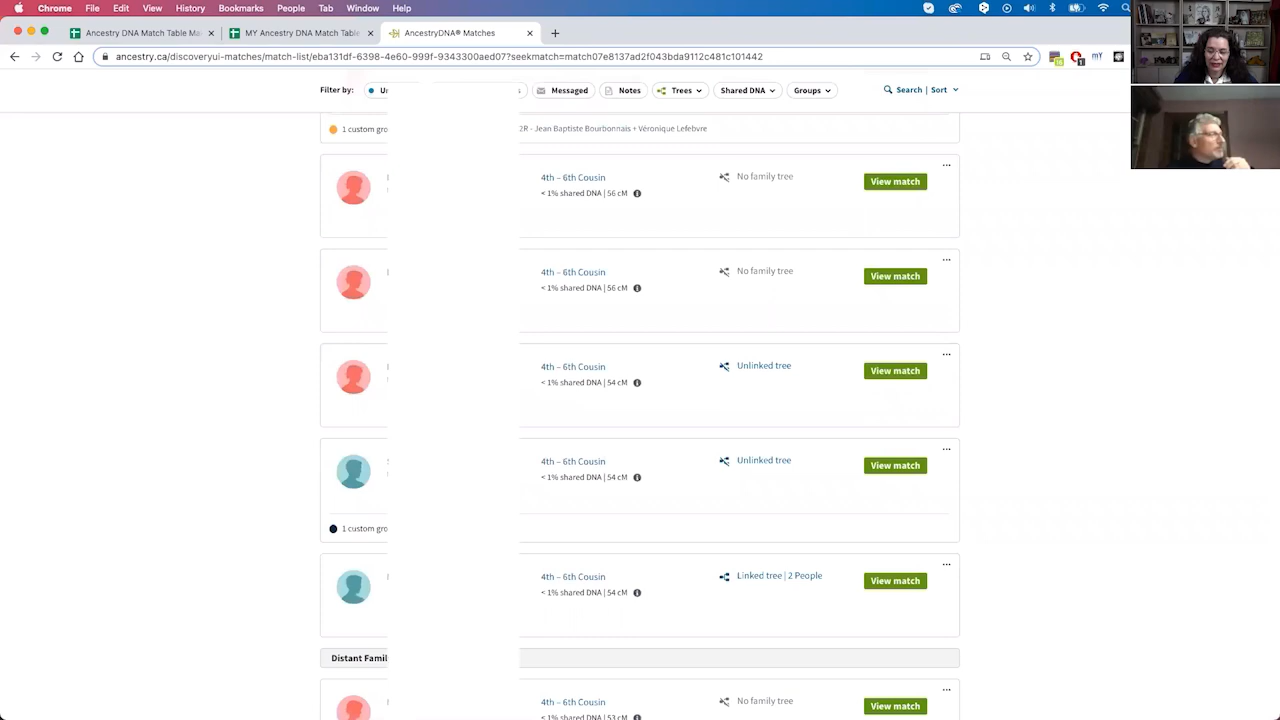 Chrome File Edit View History Bookmarks People Tab Window Help
Ancestry DNA Match Table Ma
MY Ancestry DNA Match Table
AncestryDNA® Matches
ancestry.ca/discoveryui-matches/match-list/eba131df-6398-4e60-999f-9343300aed07?seekmatch=match07e8137ad2f043bda9112c481c101442
Filter by: Un s Messaged Notes Trees Shared DNA Groups Search | Sort
1 custom gro 2R - Jean Baptiste Bourbonnais + Véronique Lefebvre
4th – 6th Cousin No family tree View match
< 1% shared DNA | 56 cM
4th – 6th Cousin No family tree View match
< 1% shared DNA | 56 cM
4th – 6th Cousin Unlinked tree View match
< 1% shared DNA | 54 cM
4th – 6th Cousin Unlinked tree View match
< 1% shared DNA | 54 cM
1 custom gro
4th – 6th Cousin Linked tree | 2 People View match
< 1% shared DNA | 54 cM
Distant Famil
4th – 6th Cousin No family tree View match
< 1% shared DNA | 53 cM